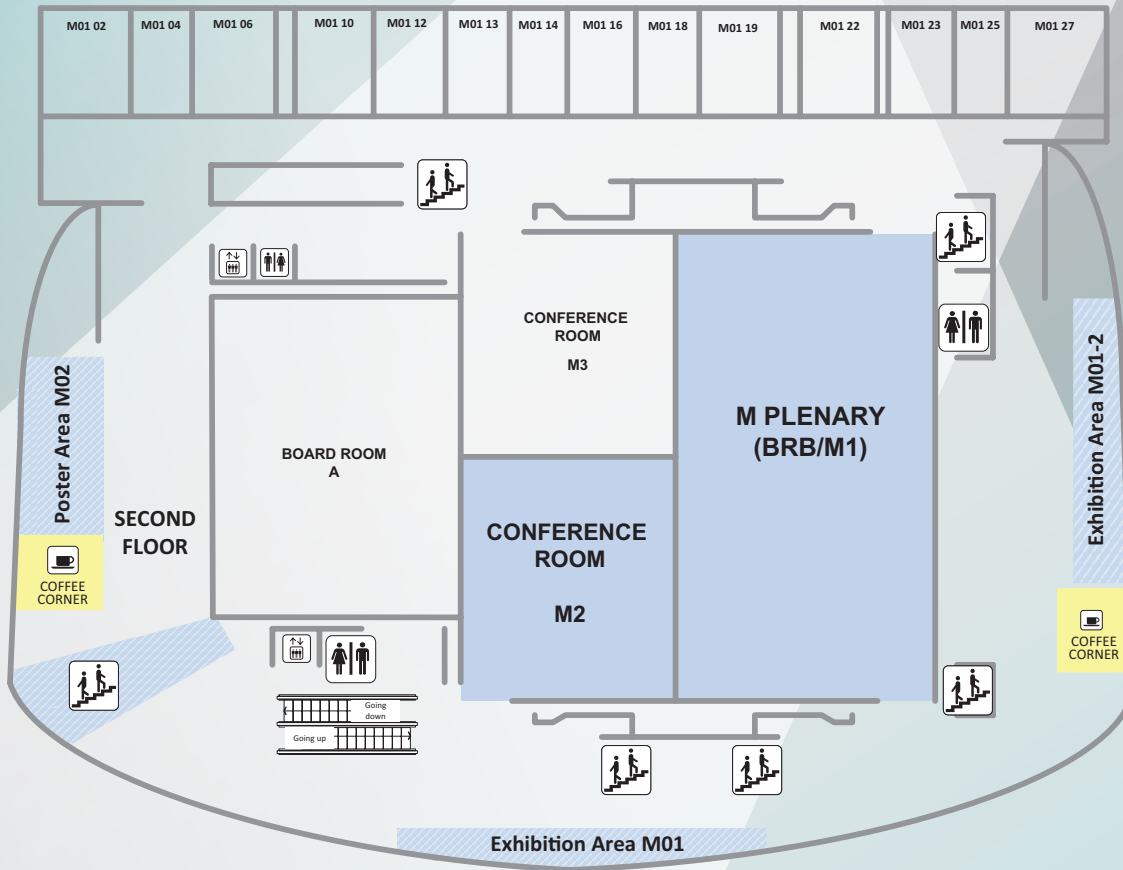 M01 02
M01 04
M01 06
M01 10
M01 12
M01 13
M01 14
M01 16
M01 18
M01 19
M01 22
M01 23
M01 25
M01 27
CONFERENCE
ROOM
M3
M PLENARY
(BRB/M1)
BOARD ROOM
A
CONFERENCE
ROOM
M2
Poster Area M02
SECOND
FLOOR
COFFEE
CORNER
Exhibition Area M01-2
COFFEE
CORNER
Going
down
Going up
Exhibition Area M01